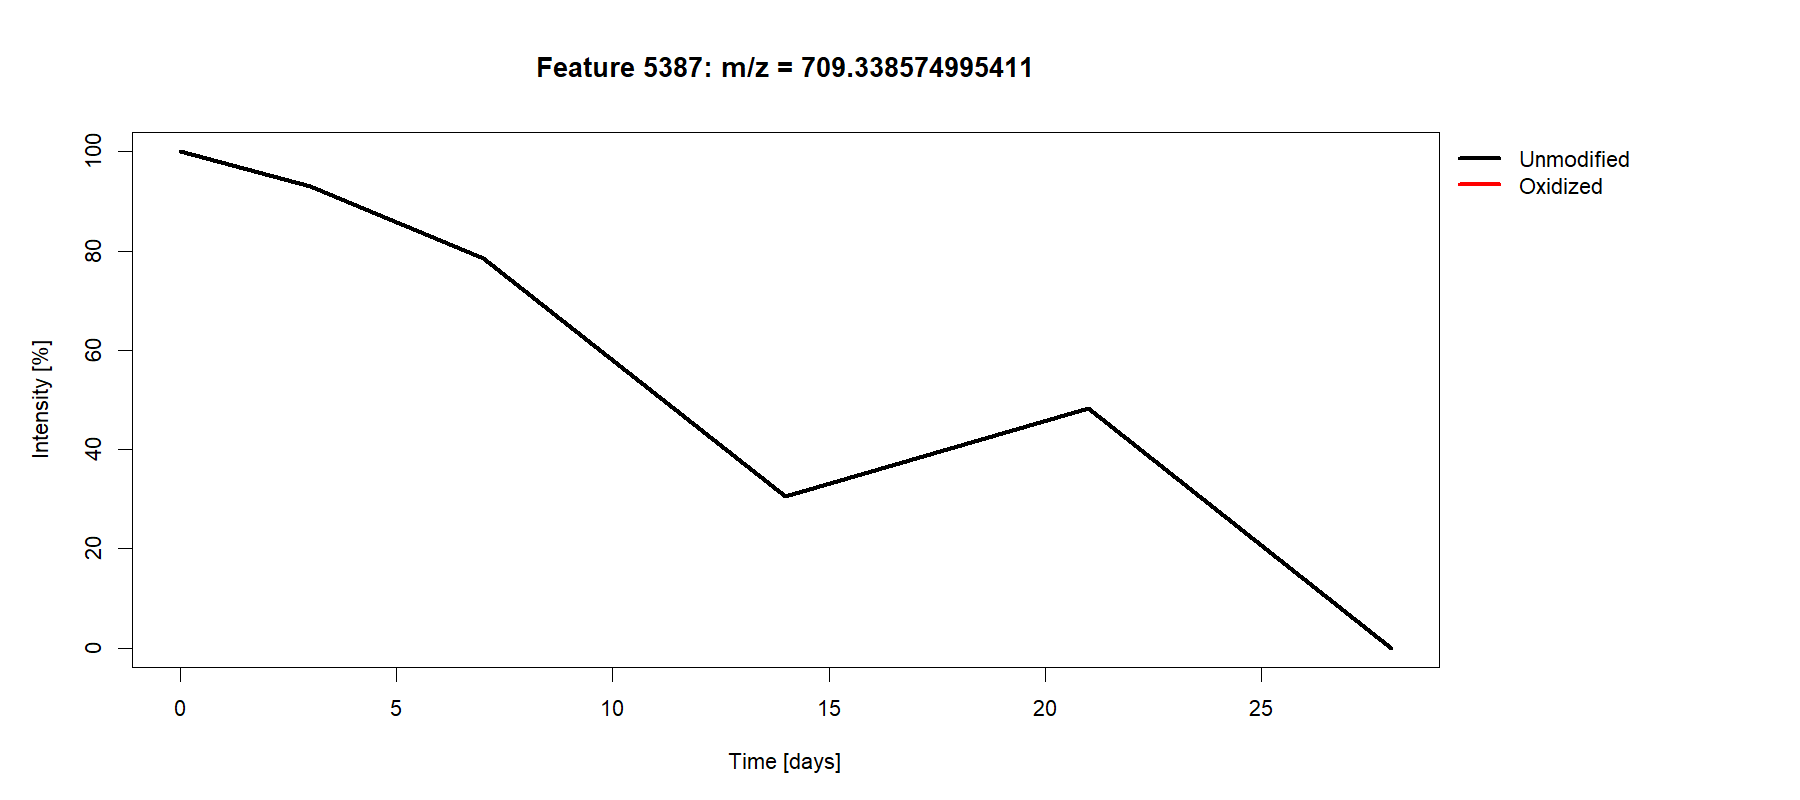 Feature 5387: m/z = 709.338574995411
Unmodified
Oxidized
Intensity [%]
100
80
60
40
20
0
0 5 10 15 20 25
Time [days]